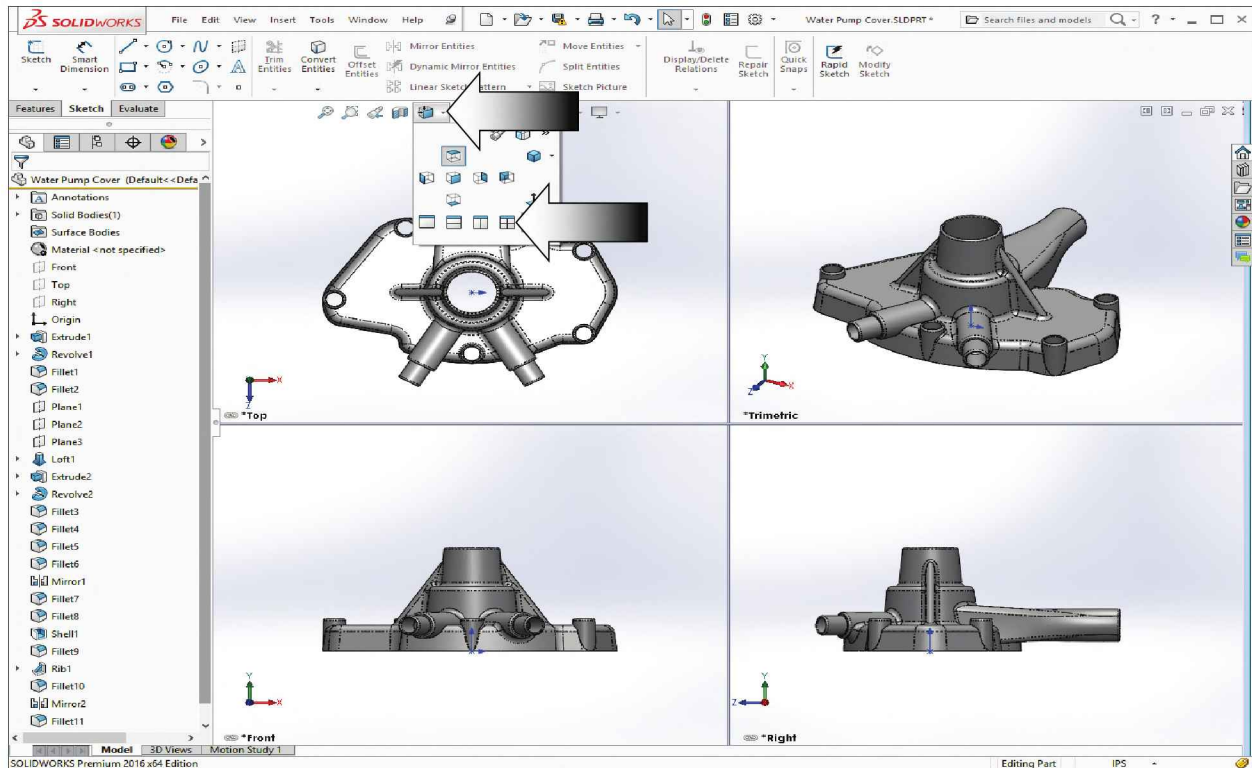 SOLIDWORKS File Edit View Insert Tools Window Help Water Pump Cover.SLDPRT * Search files and models ?
Sketch Smart Dimension Trim Entities Convert Entities Offset Entities Mirror Entities Move Entities Display/Delete Relations Repair Sketch Quick Snaps Rapid Sketch Modify Sketch
Dynamic Mirror Entities Split Entities
Linear Sketch Pattern Sketch Picture
Features Sketch Evaluate
Water Pump Cover (Default<<Defa
Annotations
Solid Bodies(1)
Surface Bodies
Material <not specified>
Front
Top
Right
Origin
Extrude1
Revolve1
Fillet1
Fillet2
Plane1
Plane2
Plane3
Loft1
Extrude2
Revolve2
Fillet3
Fillet4
Fillet5
Fillet6
Mirror1
Fillet7
Fillet8
Shell1
Fillet9
Rib1
Fillet10
Mirror2
Fillet11
X
Z
*Top
Y
X
Z
*Trimetric
Y
X
*Front
Y
Z
*Right
Model 3D Views Motion Study 1
SOLIDWORKS Premium 2016 x64 Edition Editing Part IPS